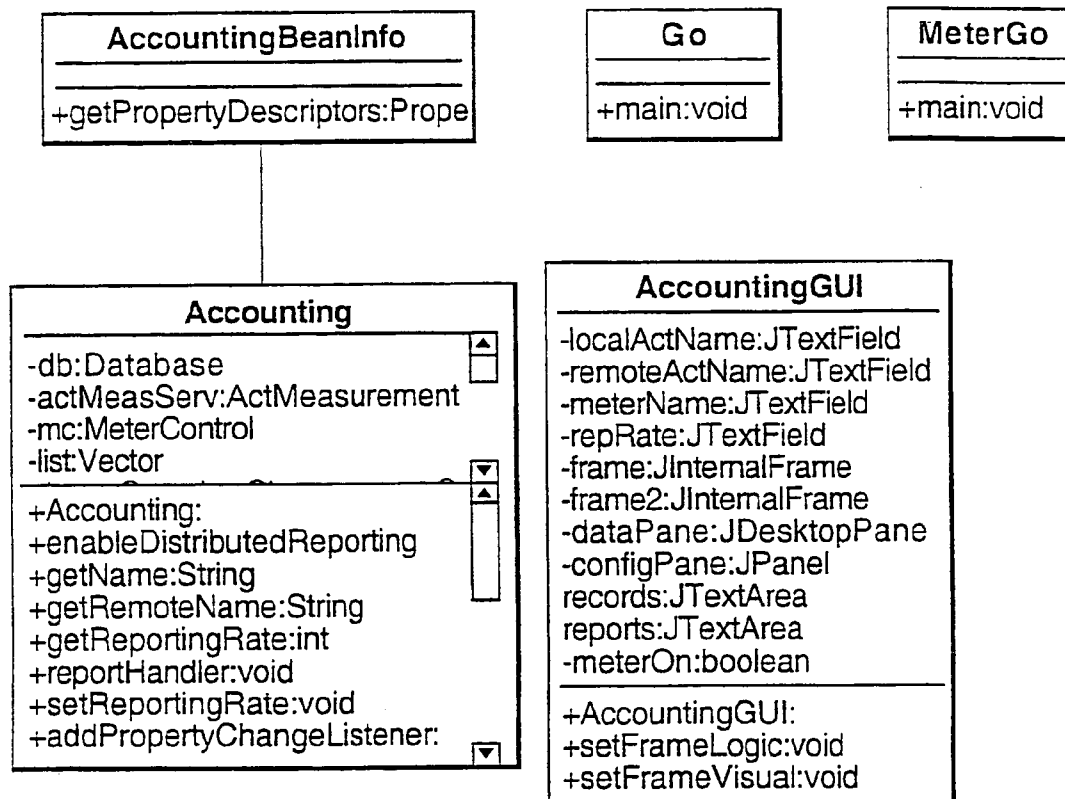 AccountingBeanInfo
+getPropertyDescriptors:Prope
Go
+main:void
MeterGo
+main:void
Accounting
-db:Database
-actMeasServ:ActMeasurement
-mc:MeterControl
-list:Vector
+Accounting:
+enableDistributedReporting
+getName:String
+getRemoteName:String
+getReportingRate:int
+reportHandler:void
+setReportingRate:void
+addPropertyChangeListener:
AccountingGUI
-localActName:JTextField
-remoteActName:JTextField
-meterName:JTextField
-repRate:JTextField
-frame:JInternalFrame
-frame2:JInternalFrame
-dataPane:JDesktopPane
-configPane:JPanel
records:JTextArea
reports:JTextArea
-meterOn:boolean
+AccountingGUI:
+setFrameLogic:void
+setFrameVisual:void